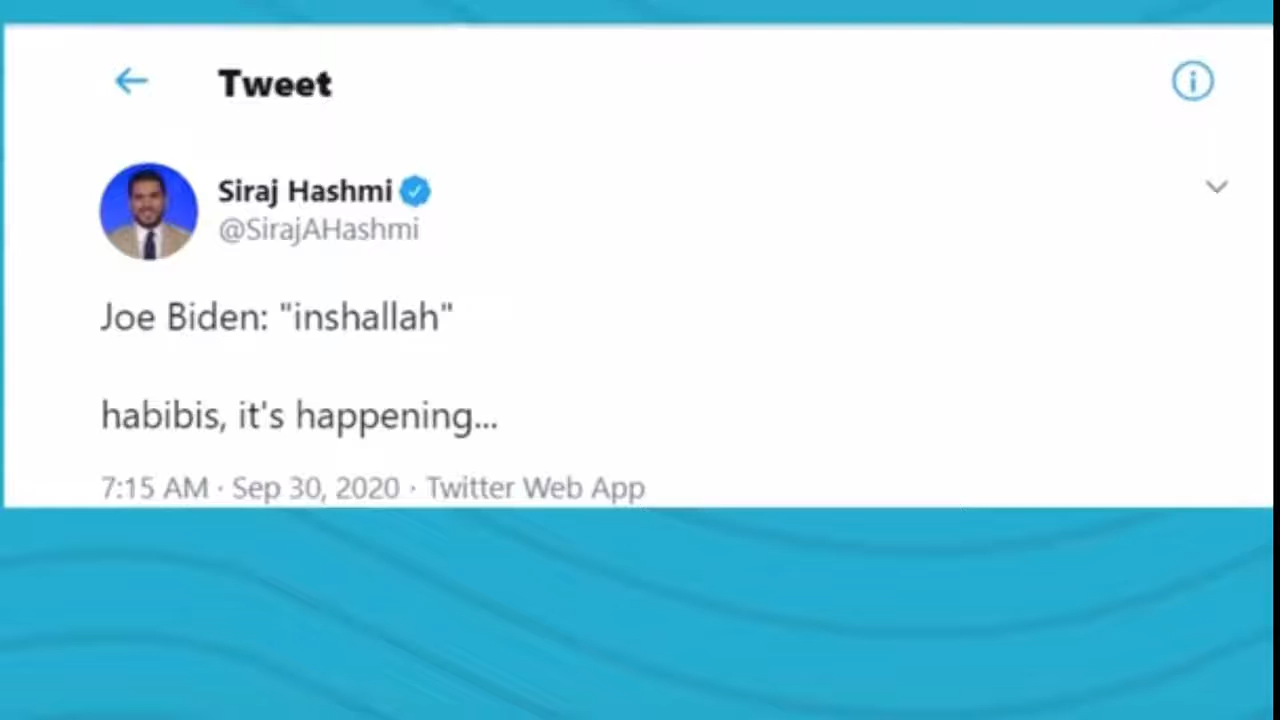 Tweet
Siraj Hashmi
@SirajAHashmi
Joe Biden: "inshallah"
habibis, it's happening...
7:15 AM · Sep 30, 2020 · Twitter Web App